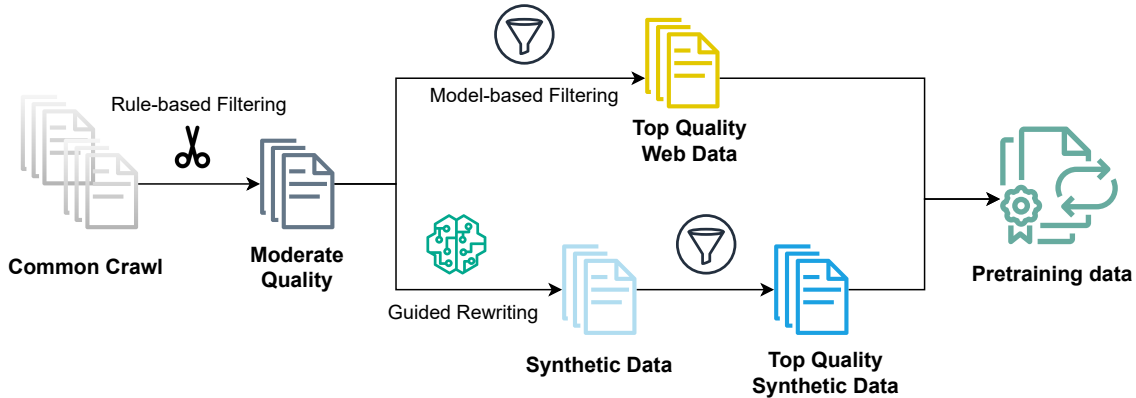 Rule-based Filtering
Common Crawl
Moderate
Quality
Model-based Filtering
Top Quality
Web Data
Guided Rewriting
Synthetic Data
Top Quality
Synthetic Data
Pretraining data